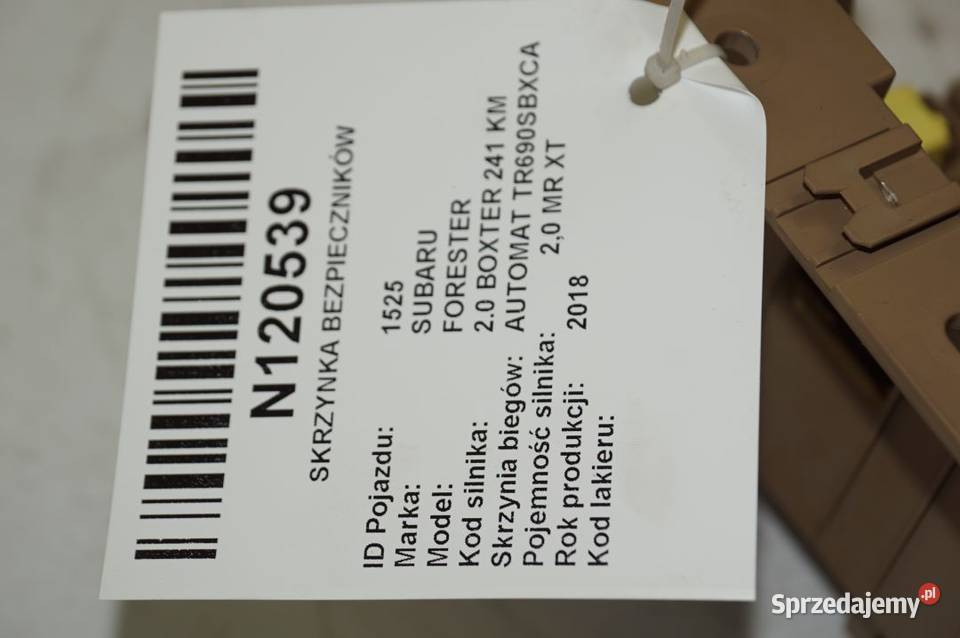 N120539
SKRZYNKA BEZPIECZNIKÓW
ID Pojazdu: 1525
Marka: SUBARU
Model: FORESTER
Kod silnika: 2.0 BOXTER 241 KM
Skrzynia biegów: AUTOMAT TR690SBXCA
Pojemność silnika: 2,0 MR XT
Rok produkcji: 2018
Kod lakieru:
Sprzedajemy.pl